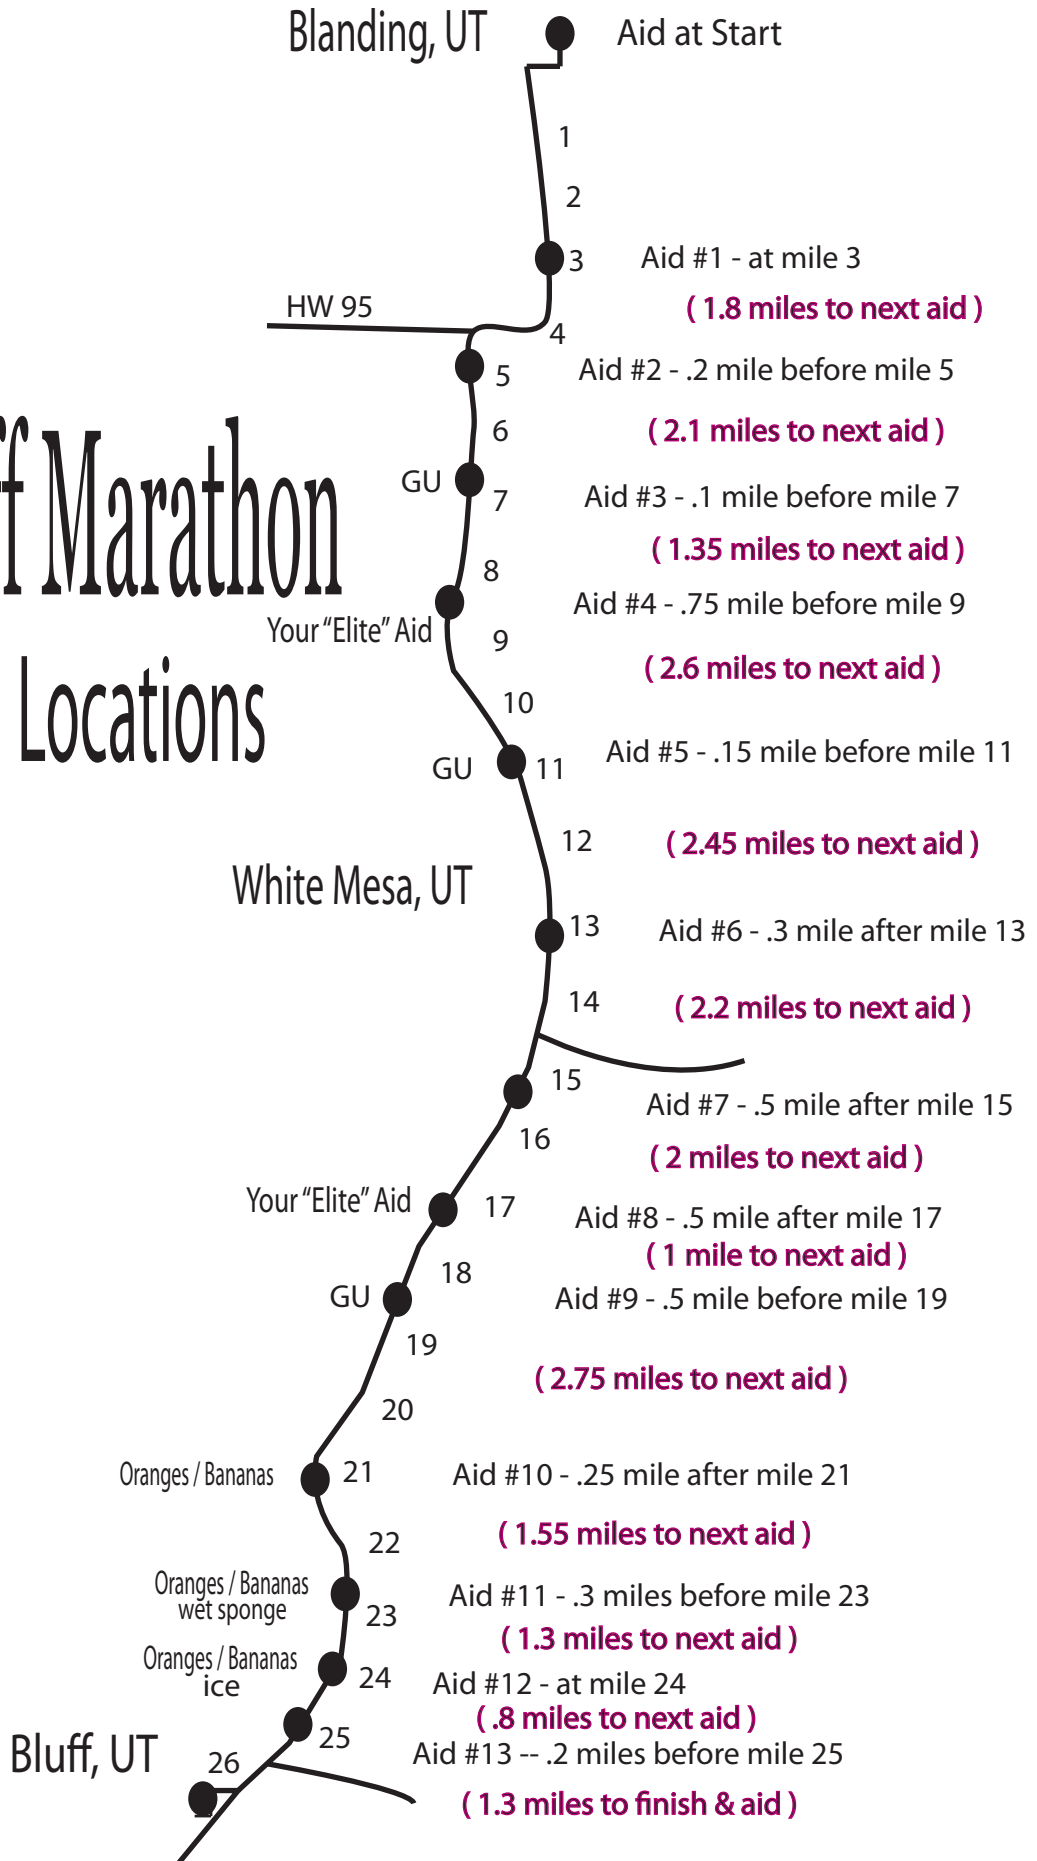 Blanding, UT
Aid at Start
1
2
3
Aid #1 - at mile 3
( 1.8 miles to next aid )
HW 95
4
5
Aid #2 - .2 mile before mile 5
6
( 2.1 miles to next aid )
Marathon
GU
7
Aid #3 - .1 mile before mile 7
( 1.35 miles to next aid )
8
Aid #4 - .75 mile before mile 9
Your “Elite” Aid
9
( 2.6 miles to next aid )
Locations
10
GU
11
Aid #5 - .15 mile before mile 11
12
( 2.45 miles to next aid )
White Mesa, UT
13
Aid #6 - .3 mile after mile 13
14
( 2.2 miles to next aid )
15
Aid #7 - .5 mile after mile 15
16
( 2 miles to next aid )
Your “Elite” Aid
17
Aid #8 - .5 mile after mile 17
( 1 mile to next aid )
18
GU
Aid #9 - .5 mile before mile 19
19
( 2.75 miles to next aid )
20
Oranges / Bananas
21
Aid #10 - .25 mile after mile 21
22
( 1.55 miles to next aid )
Oranges / Bananas
wet sponge
23
Aid #11 - .3 miles before mile 23
( 1.3 miles to next aid )
Oranges / Bananas
ice
24
Aid #12 - at mile 24
( .8 miles to next aid )
25
Aid #13 -- .2 miles before mile 25
Bluff, UT
26
( 1.3 miles to finish & aid )